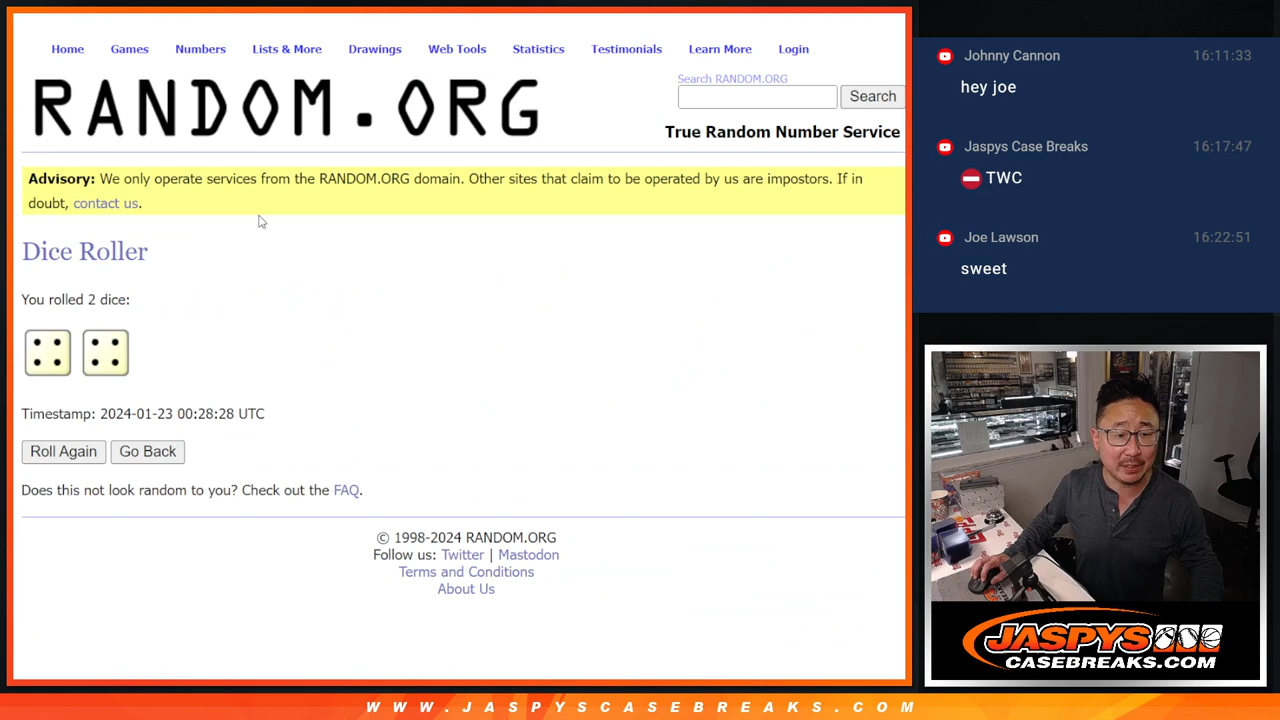 Home Games Numbers Lists & More Drawings Web Tools Statistics Testimonials Learn More Login
RANDOM.ORG
Search RANDOM.ORG
Search
True Random Number Service
Advisory: We only operate services from the RANDOM.ORG domain. Other sites that claim to be operated by us are impostors. If in
doubt, contact us.
Dice Roller
You rolled 2 dice:
Timestamp: 2024-01-23 00:28:28 UTC
Roll Again Go Back
Does this not look random to you? Check out the FAQ.
© 1998-2024 RANDOM.ORG
Follow us: Twitter | Mastodon
Terms and Conditions
About Us
Johnny Cannon 16:11:33
hey joe
Jaspys Case Breaks 16:17:47
TWC
Joe Lawson 16:22:51
sweet
JASPYS
CASEBREAKS.COM
WWW.JASPYSCASEBREAKS.COM